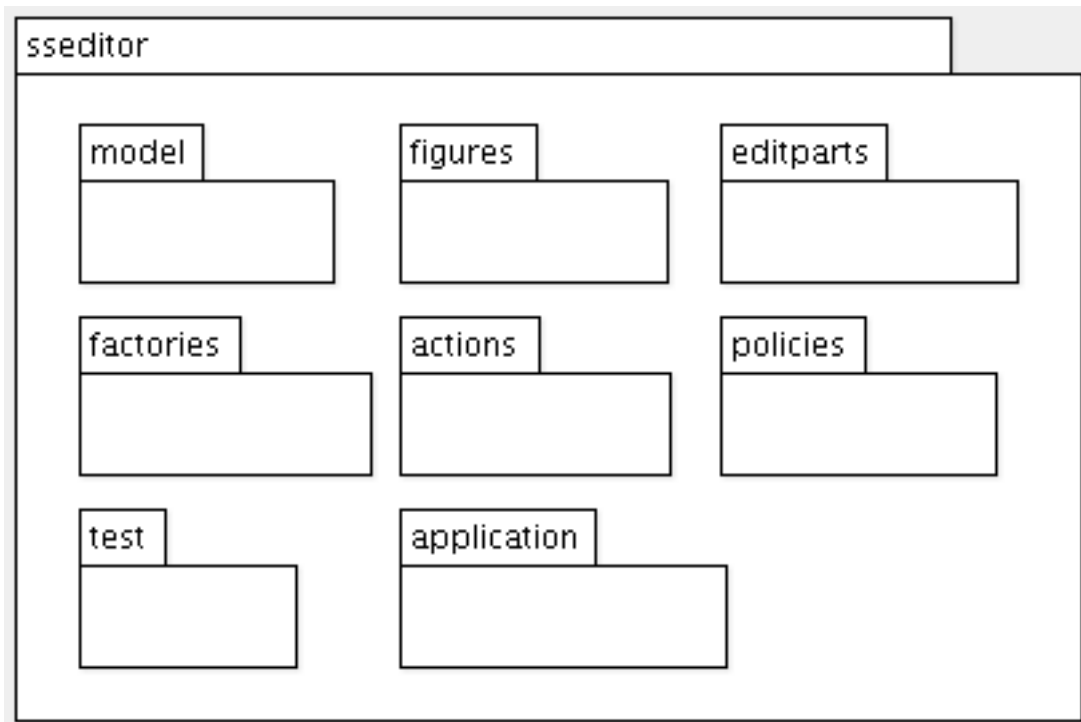 sseditor
model
figures
editparts
factories
actions
policies
test
application